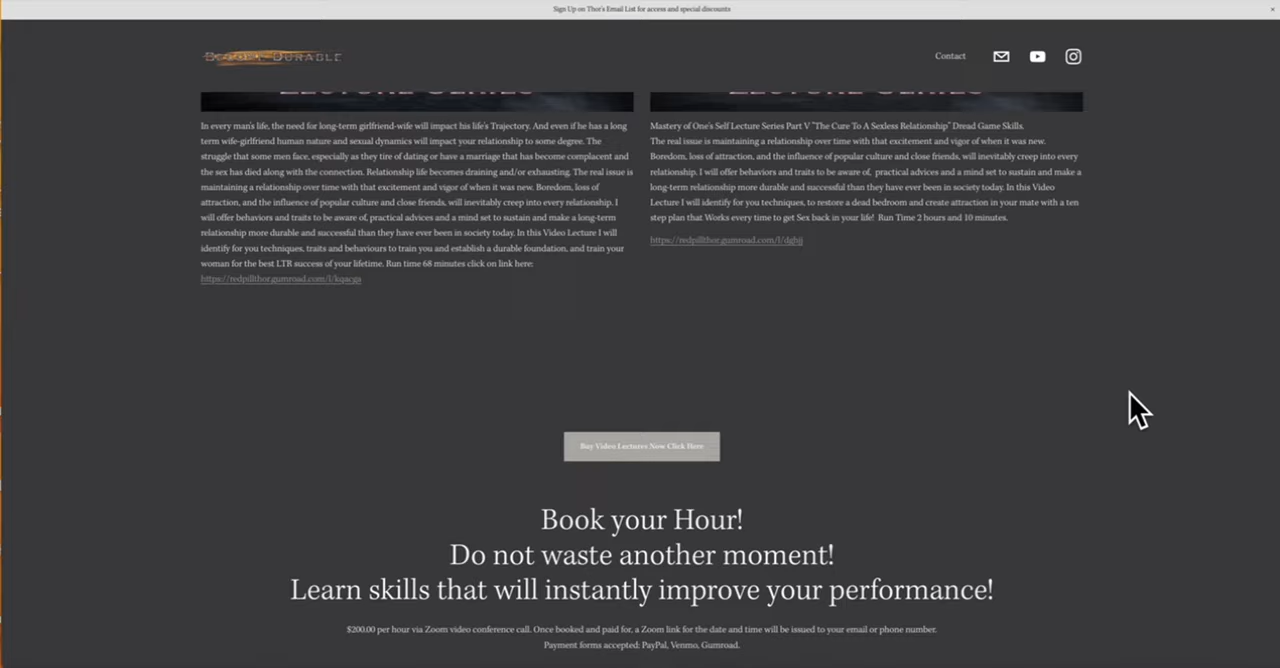 Sign Up on Thor's Email List for access and special discounts
×
DURABLE
Contact
In every man's life, the need for long-term girlfriend-wife will impact his life's Trajectory. And even if he has a long
term wife-girlfriend human nature and sexual dynamics will impact your relationship to some degree. The
struggle that some men face, especially as they tire of dating or have a marriage that has become complacent and
the sex has died along with the connection. Relationship life becomes draining and/or exhausting. The real issue is
maintaining a relationship over time with that excitement and vigor of when it was new. Boredom, loss of
attraction, and the influence of popular culture and close friends, will inevitably creep into every relationship. I
will offer behaviors and traits to be aware of, practical advices and a mind set to sustain and make a long-term
relationship more durable and successful than they have ever been in society today. In this Video Lecture I will
identify for you techniques, traits and behaviours to train you and establish a durable foundation, and train your
woman for the best LTR success of your lifetime. Run time 68 minutes click on link here:
https://redpillthor.gumroad.com/l/kqacga
Mastery of One's Self Lecture Series Part V "The Cure To A Sexless Relationship" Dread Game Skills.
The real issue is maintaining a relationship over time with that excitement and vigor of when it was new.
Boredom, loss of attraction, and the influence of popular culture and close friends, will inevitably creep into every
relationship. I will offer behaviors and traits to be aware of, practical advices and a mind set to sustain and make a
long-term relationship more durable and successful than they have ever been in society today. In this Video
Lecture I will identify for you techniques, to restore a dead bedroom and create attraction in your mate with a ten
step plan that Works every time to get Sex back in your life! Run Time 2 hours and 10 minutes.
https://redpillthor.gumroad.com/l/dghjj
Buy Video Lectures Now Click Here
Book your Hour!
Do not waste another moment!
Learn skills that will instantly improve your performance!
$200.00 per hour via Zoom video conference call. Once booked and paid for, a Zoom link for the date and time will be issued to your email or phone number.
Payment forms accepted: PayPal, Venmo, Gumroad.